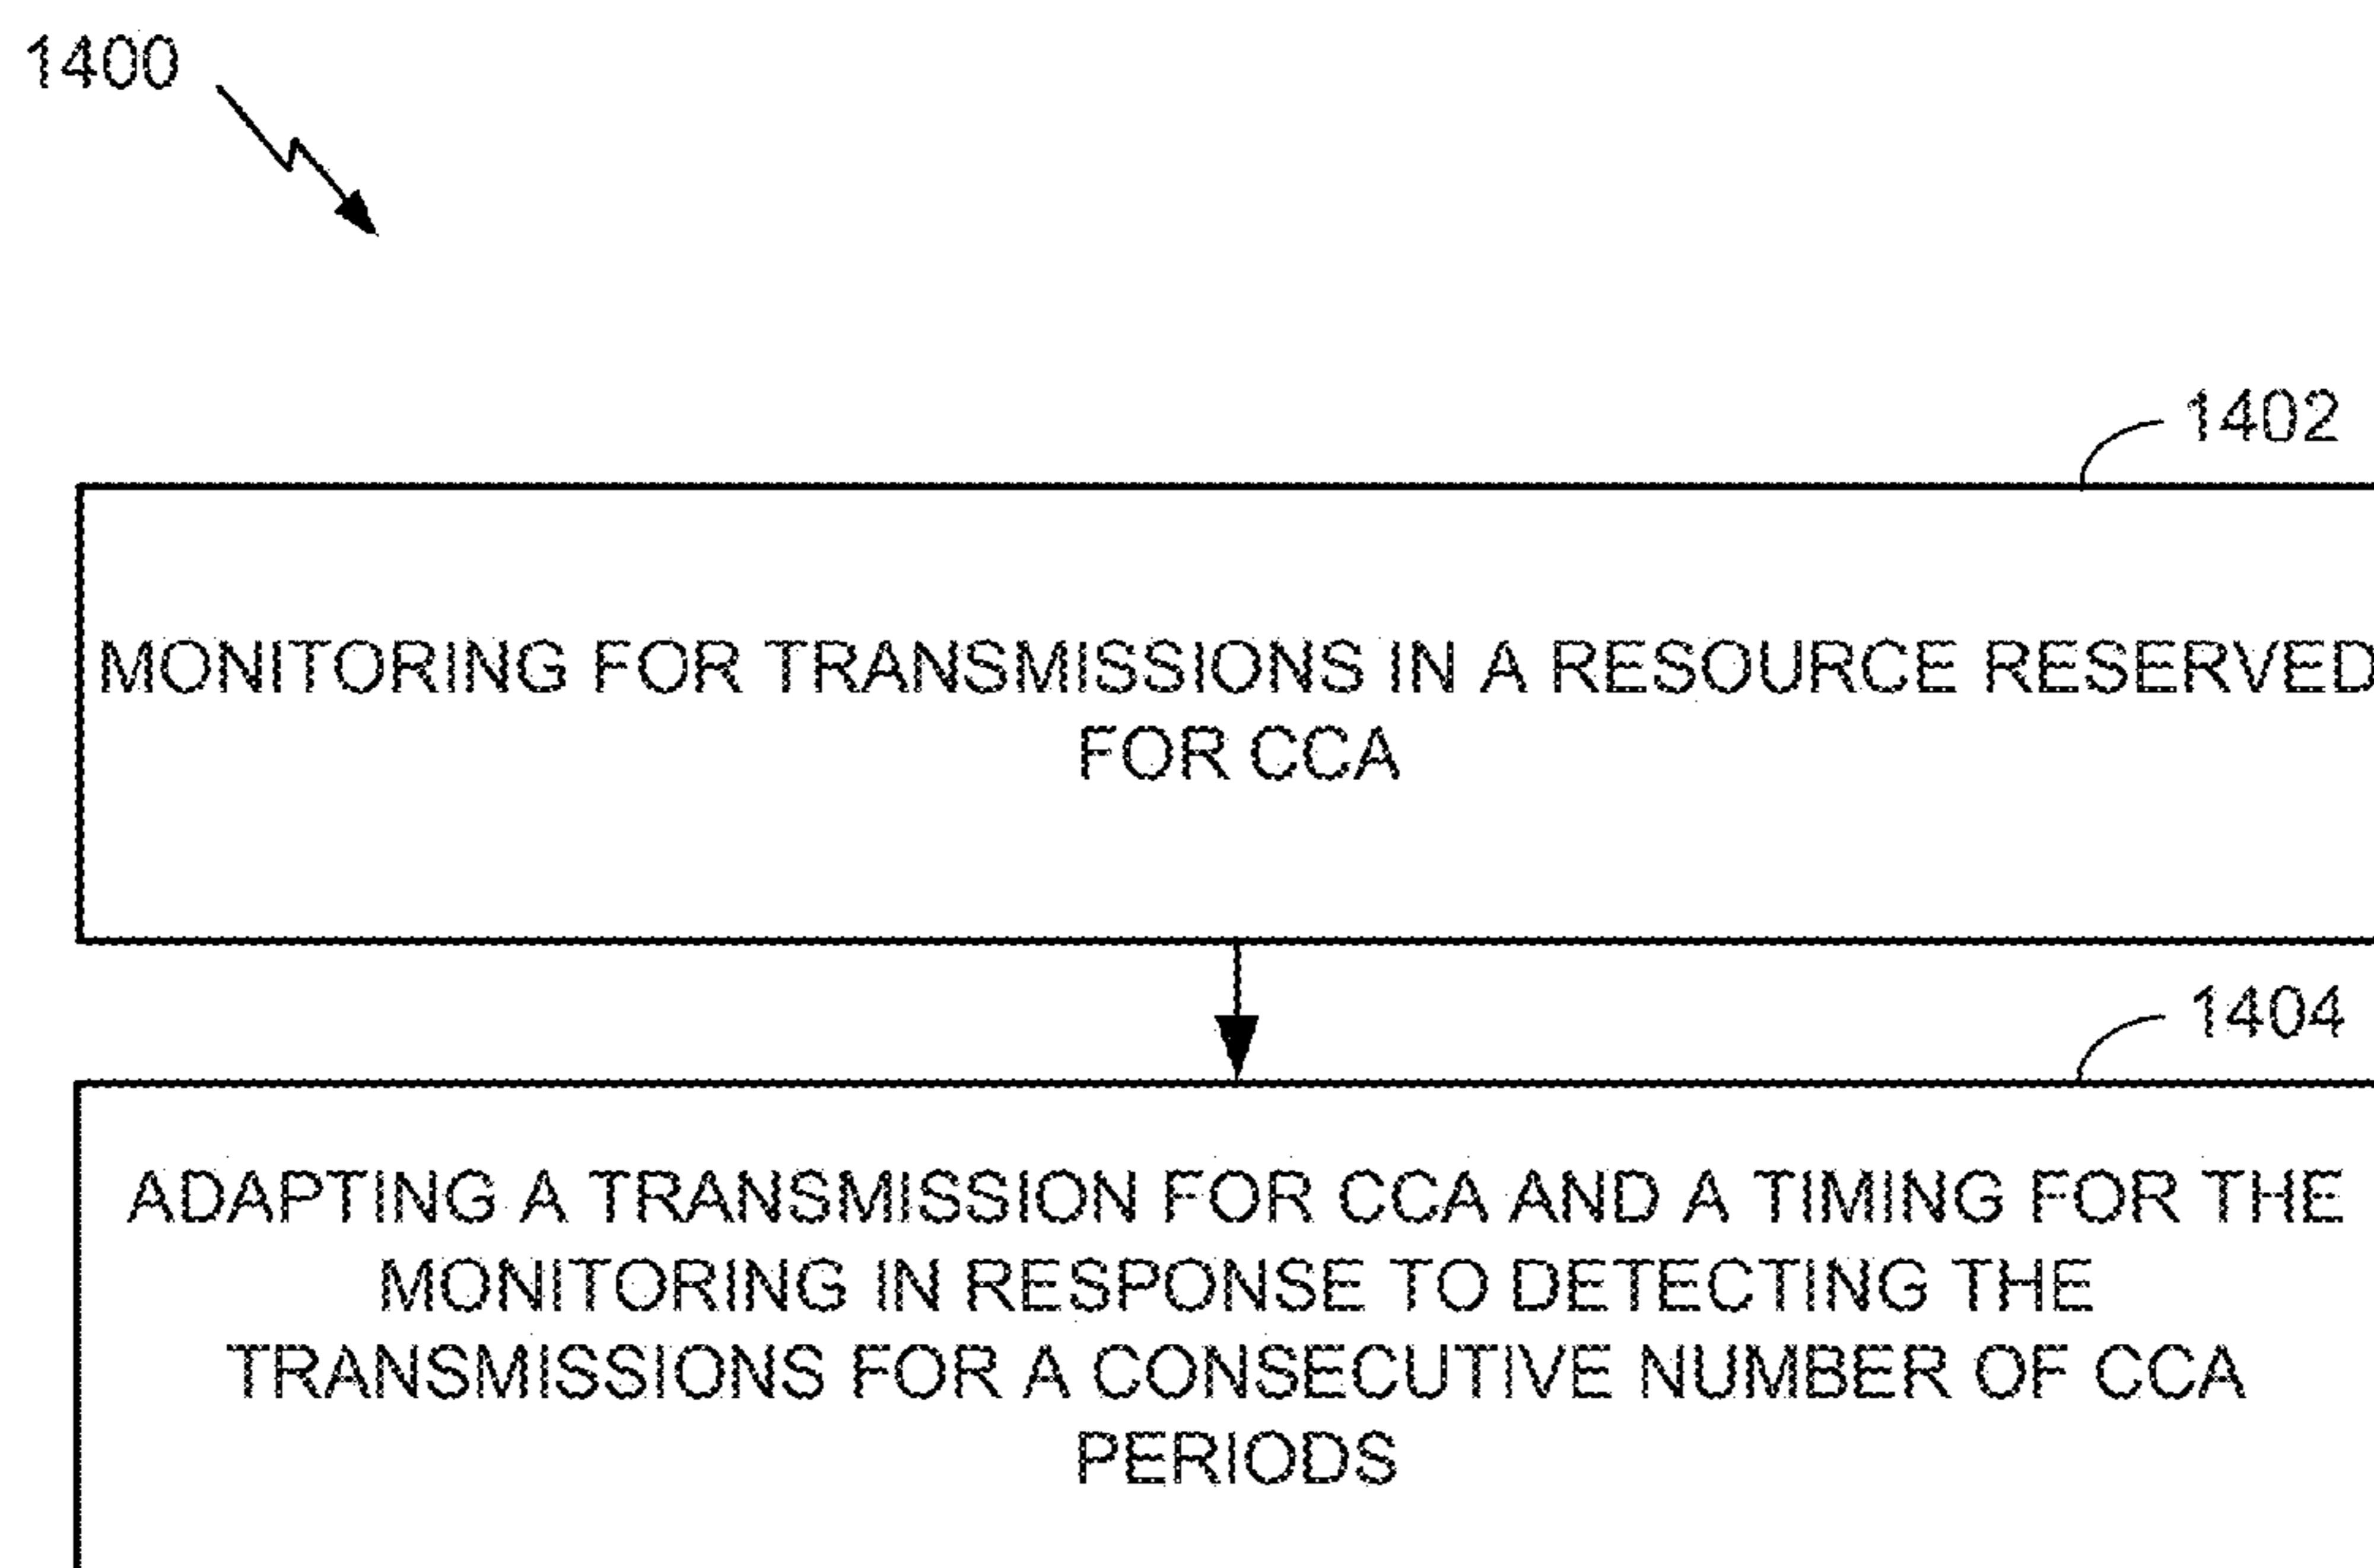 1400
1402
MONITORING FOR TRANSMISSIONS IN A RESOURCE RESERVED
FOR CCA
1404
ADAPTING A TRANSMISSION FOR CCA AND A TIMING FOR THE
MONITORING IN RESPONSE TO DETECTING THE
TRANSMISSIONS FOR A CONSECUTIVE NUMBER OF CCA
PERIODS